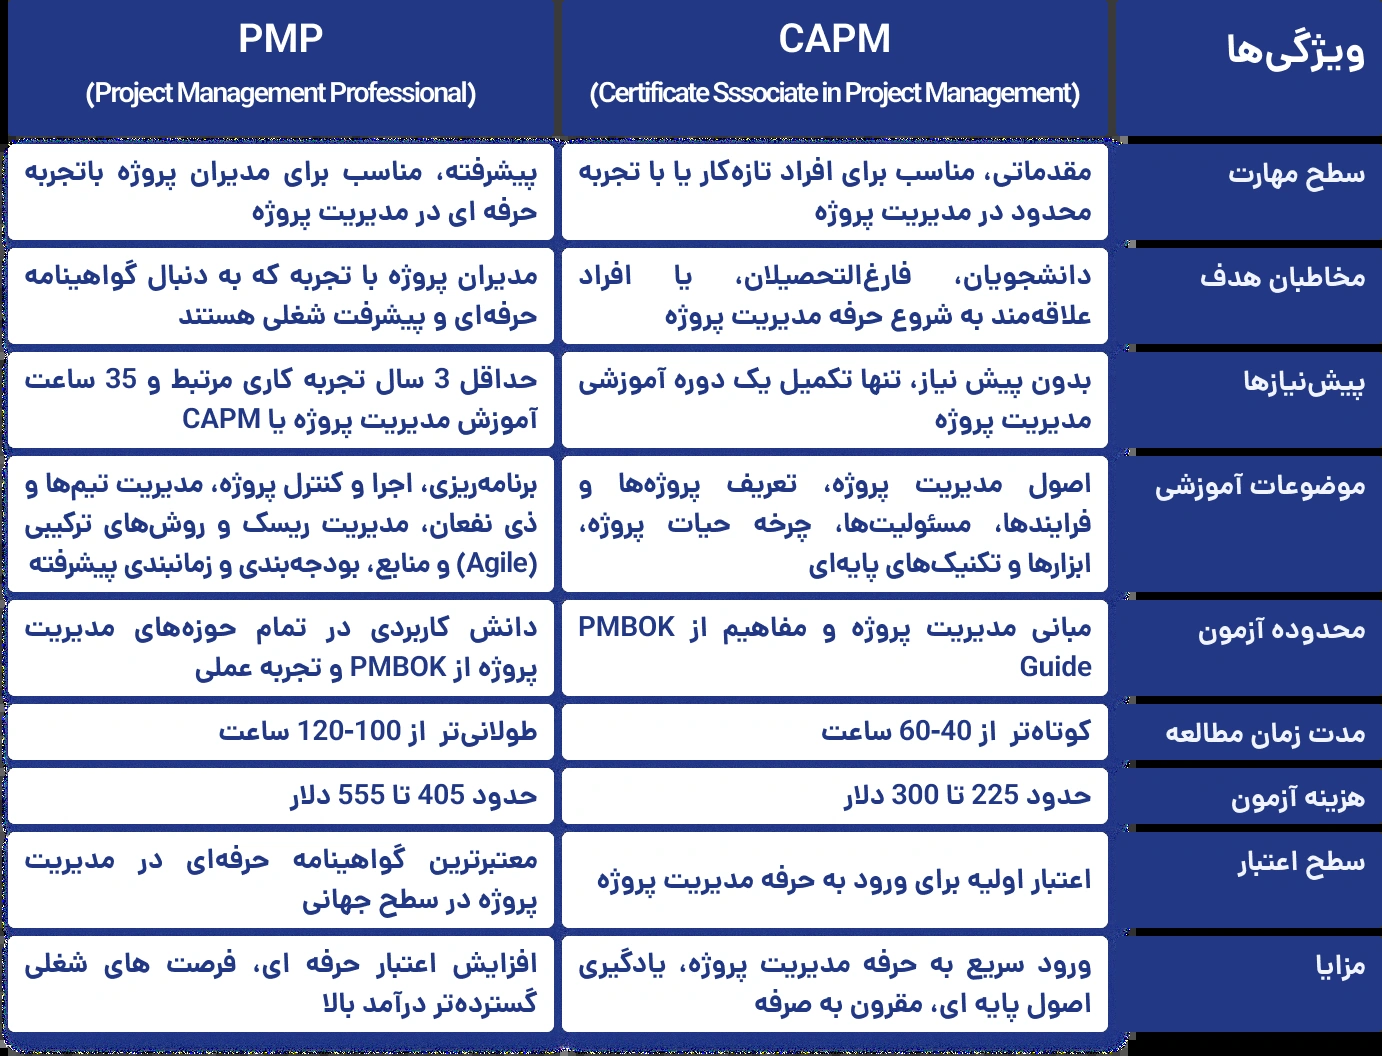 ویژگی‌ها
CAPM
(Certificate Sssociate in Project Management)
PMP
(Project Management Professional)
سطح مهارت
مقدماتی، مناسب برای افراد تازه‌کار یا با تجربه
محدود در مدیریت پروژه
پیشرفته، مناسب برای مدیران پروژه باتجربه
حرفه ای در مدیریت پروژه
مخاطبان هدف
دانشجویان، فارغ‌التحصیلان، یا افراد
علاقه‌مند به شروع حرفه مدیریت پروژه
مدیران پروژه با تجربه که به دنبال گواهینامه
حرفه‌ای و پیشرفت شغلی هستند
پیش‌نیازها
بدون پیش نیاز، تنها تکمیل یک دوره آموزشی
مدیریت پروژه
حداقل 3 سال تجربه کاری مرتبط و 35 ساعت
آموزش مدیریت پروژه یا CAPM
موضوعات آموزشی
اصول مدیریت پروژه، تعریف پروژه‌ها و
فرایندها، مسئولیت‌ها، چرخه حیات پروژه،
ابزارها و تکنیک‌های پایه‌ای
برنامه‌ریزی، اجرا و کنترل پروژه، مدیریت تیم‌ها و
ذی نفعان، مدیریت ریسک و روش‌های ترکیبی
(Agile) و منابع، بودجه‌بندی و زمانبندی پیشرفته
محدوده آزمون
مبانی مدیریت پروژه و مفاهیم از PMBOK
Guide
دانش کاربردی در تمام حوزه‌های مدیریت
پروژه از PMBOK و تجربه عملی
مدت زمان مطالعه
کوتاه‌تر از 40-60 ساعت
طولانی‌تر از 100-120 ساعت
هزینه آزمون
حدود 225 تا 300 دلار
حدود 405 تا 555 دلار
سطح اعتبار
اعتبار اولیه برای ورود به حرفه مدیریت پروژه
معتبرترین گواهینامه حرفه‌ای در مدیریت
پروژه در سطح جهانی
مزایا
ورود سریع به حرفه مدیریت پروژه، یادگیری
اصول پایه ای، مقرون به صرفه
افزایش اعتبار حرفه ای، فرصت های شغلی
گسترده‌تر درآمد بالا